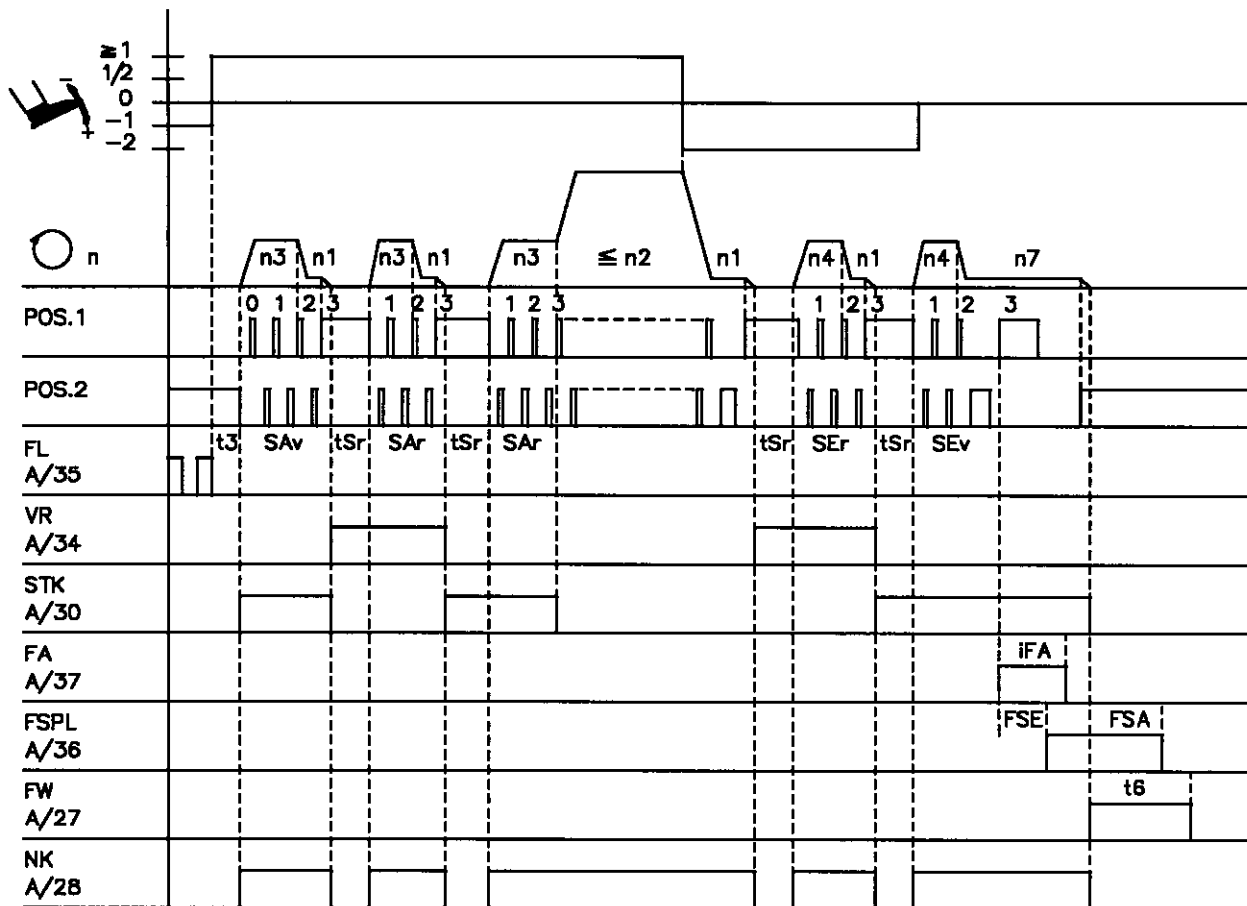 ≧1
1/2
0
-1
-2
−
+
n
n3 n1 n3 n1 n3 ≦ n2 n1 n4 n1 n4 n7
POS.1
0 1 2 3 1 2 3 1 2 3 1 2 3 1 2 3
POS.2
t3 SAv tSr SAr tSr SAr tSr SEr tSr SEv
FL
A/35
VR
A/34
STK
A/30
FA
A/37
iFA
FSPL
A/36
FSE FSA
FW
A/27
t6
NK
A/28